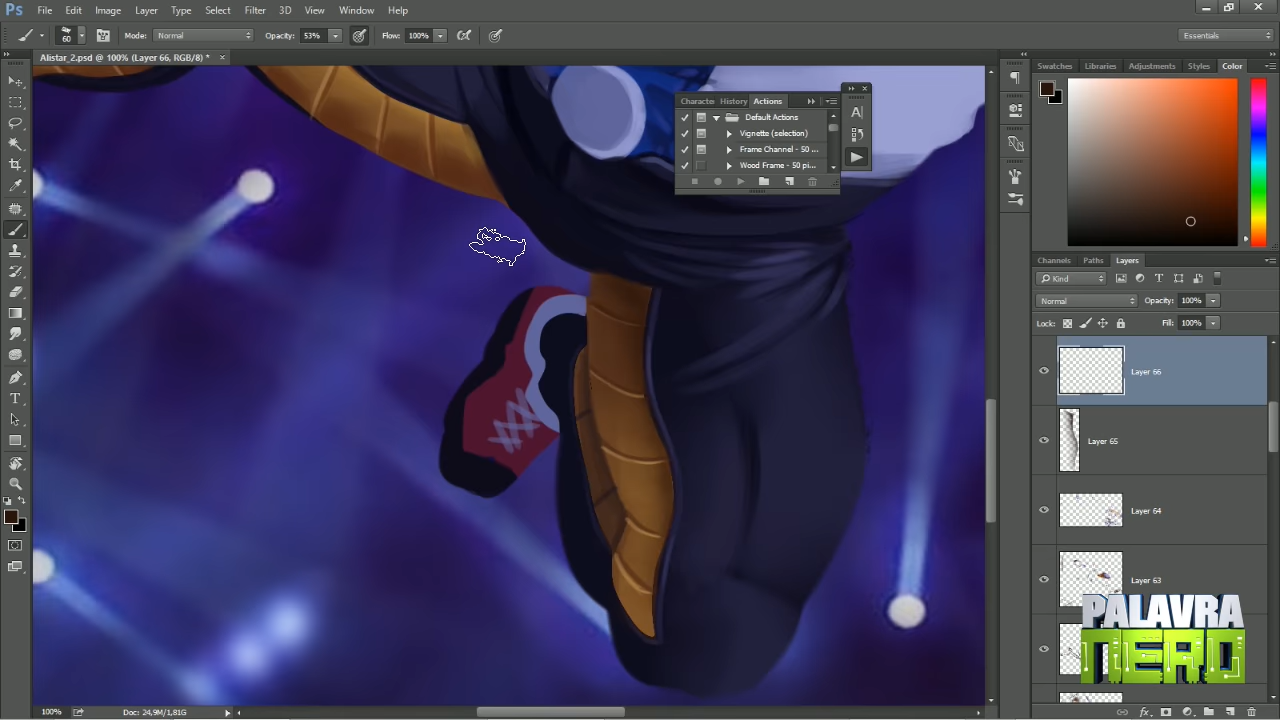 Ps File Edit Image Layer Type Select Filter 3D View Window Help
60 Mode: Normal Opacity: 53% Flow: 100% Essentials
Alistar_2.psd @ 100% (Layer 66, RGB/8) * ×
Swatches Libraries Adjustments Styles Color
Characte History Actions
Default Actions
Vignette (selection)
Frame Channel - 50 ...
Wood Frame - 50 pi...
Channels Paths Layers
Kind
Normal Opacity: 100%
Lock: Fill: 100%
Layer 66
Layer 65
Layer 64
Layer 63
PALAVRA
NERD
100% Doc: 24,9M/1,81G